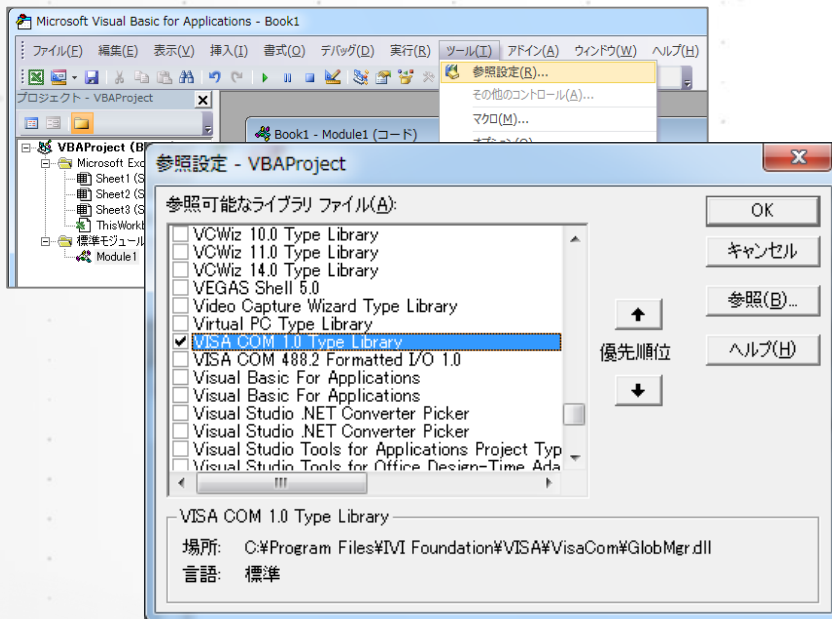 Microsoft Visual Basic for Applications - Book1
ファイル(F) 編集(E) 表示(V) 挿入(I) 書式(O) デバッグ(D) 実行(R) ツール(T) アドイン(A) ウィンドウ(W) ヘルプ(H)
参照設定(R)...
その他のコントロール(A)...
マクロ(M)...
プロジェクト - VBAProject
Book1 - Module1 (コード)
VBAProject (B
Microsoft Exc
Sheet1 (S
Sheet2 (S
Sheet3 (S
ThisWorkb
標準モジュール
Module1
参照設定 - VBAProject
参照可能なライブラリ ファイル(A):
VCWiz 10.0 Type Library
VCWiz 11.0 Type Library
VCWiz 14.0 Type Library
VEGAS Shell 5.0
Video Capture Wizard Type Library
Virtual PC Type Library
VISA COM 1.0 Type Library
VISA COM 488.2 Formatted I/O 1.0
Visual Basic For Applications
Visual Basic For Applications
Visual Studio .NET Converter Picker
Visual Studio .NET Converter Picker
Visual Studio Tools for Applications Project Typ
Visual Studio Tools for Office Design-Time Ada
OK
キャンセル
参照(B)...
優先順位
ヘルプ(H)
VISA COM 1.0 Type Library
場所: C:¥Program Files¥IVI Foundation¥VISA¥VisaCom¥GlobMgr.dll
言語: 標準